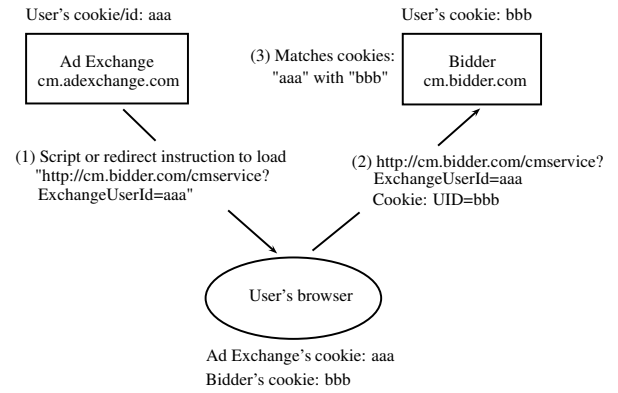 User's cookie/id: aaa
Ad Exchange
cm.adexchange.com
User's cookie: bbb
(3) Matches cookies:
"aaa" with "bbb"
Bidder
cm.bidder.com
(1) Script or redirect instruction to load
"http://cm.bidder.com/cmservice?
ExchangeUserId=aaa"
(2) http://cm.bidder.com/cmservice?
ExchangeUserId=aaa
Cookie: UID=bbb
User's browser
Ad Exchange's cookie: aaa
Bidder's cookie: bbb